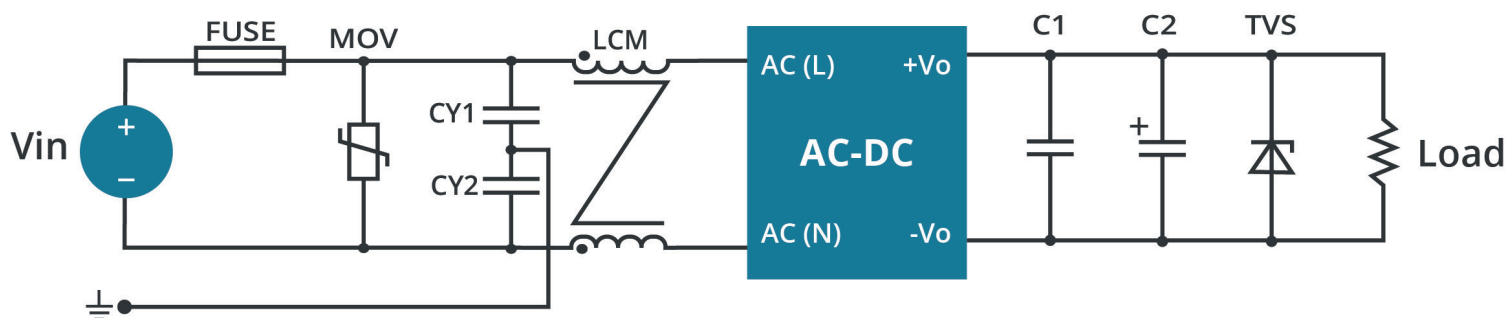 FUSE
MOV
LCM
C1
C2
TVS
AC (L)
+Vo
CY1
+
+
Vin
AC-DC
Load
CY2
−
AC (N)
-Vo